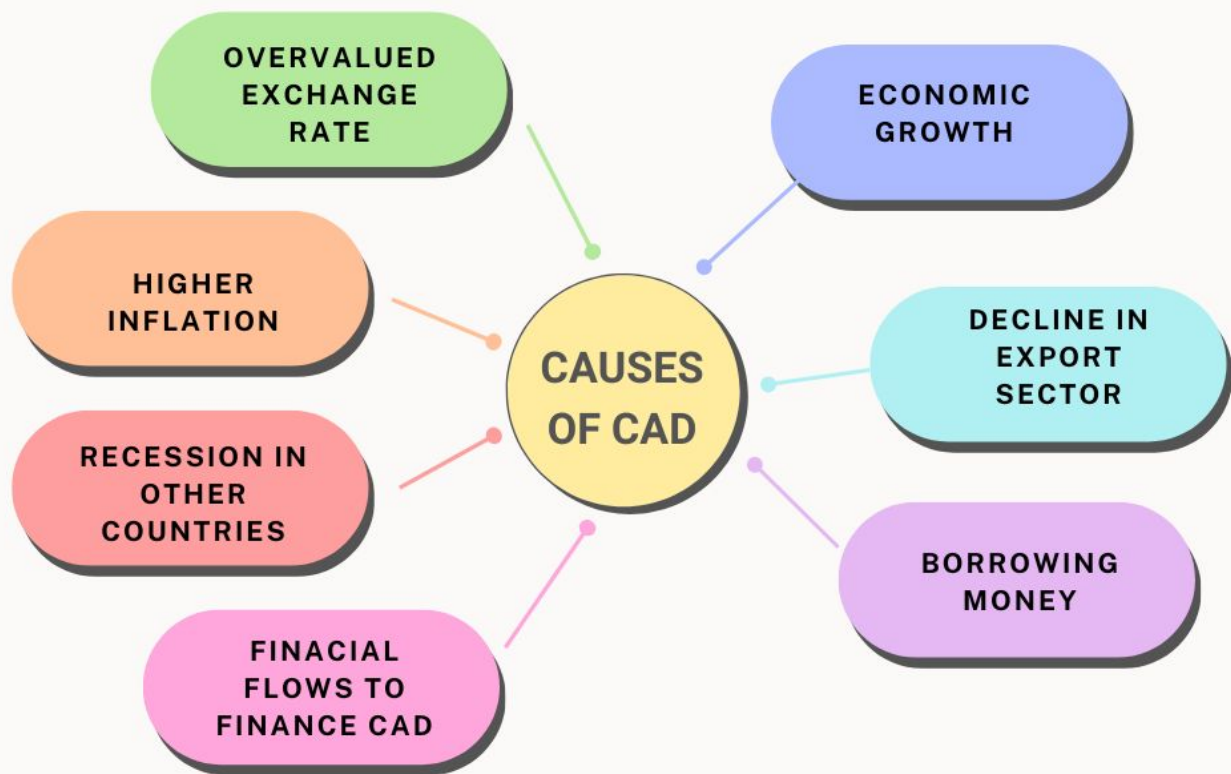 OVERVALUED
EXCHANGE
RATE
ECONOMIC
GROWTH
HIGHER
INFLATION
CAUSES
OF CAD
DECLINE IN
EXPORT
SECTOR
RECESSION IN
OTHER
COUNTRIES
BORROWING
MONEY
FINACIAL
FLOWS TO
FINANCE CAD